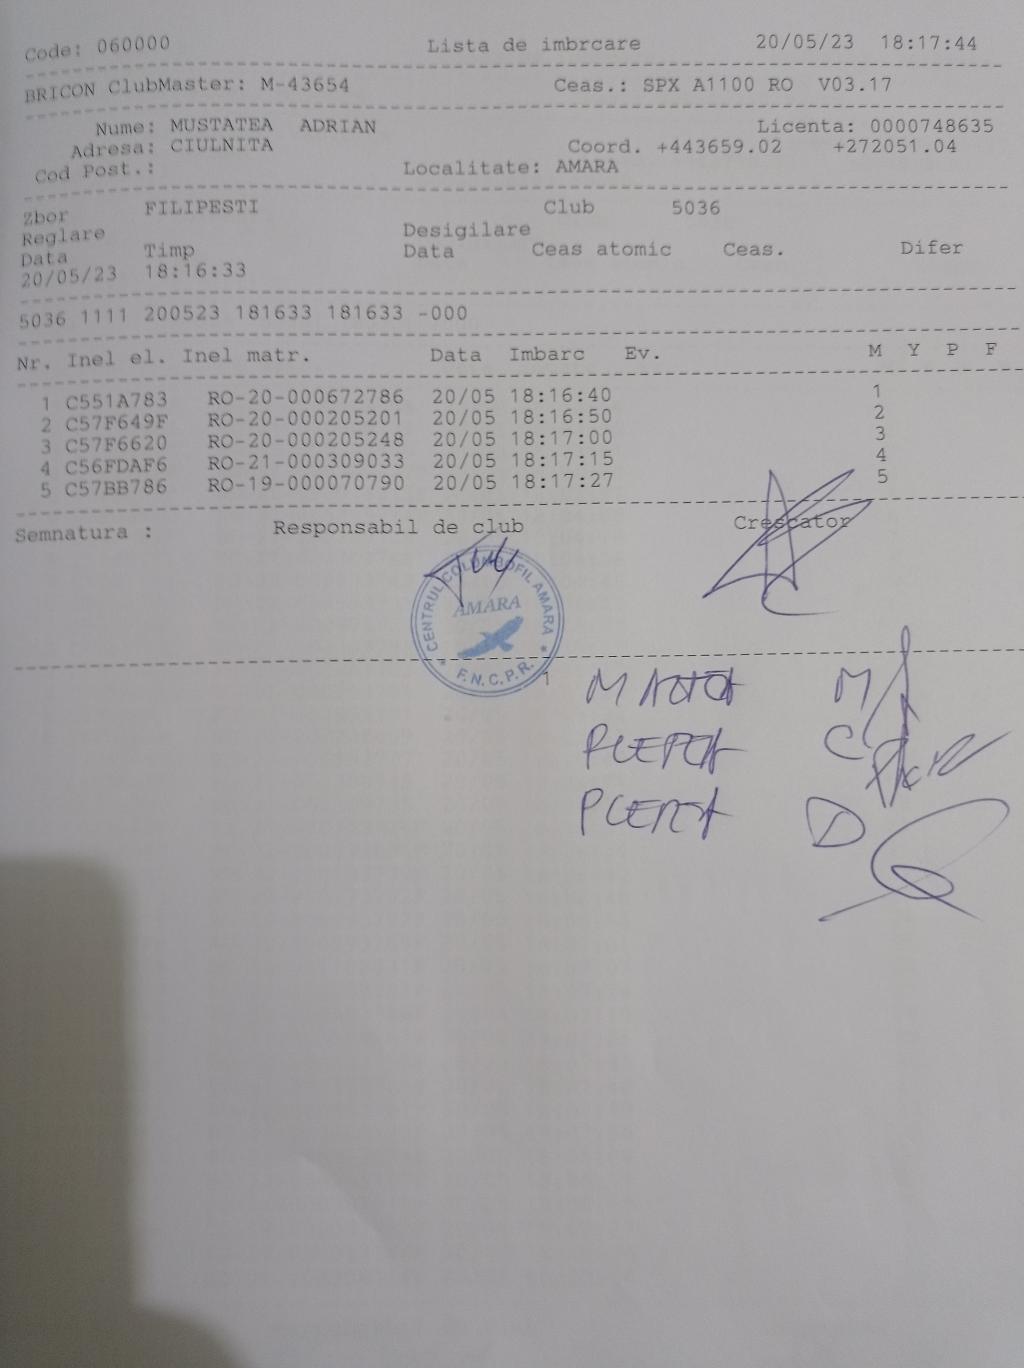 Code: 060000 Lista de imbrcare 20/05/23 18:17:44
BRICON ClubMaster: M-43654 Ceas.: SPX A1100 RO V03.17
Nume: MUSTATEA ADRIAN Licenta: 0000748635
Adresa: CIULNITA Coord. +443659.02 +272051.04
Cod Post.: Localitate: AMARA
Zbor FILIPESTI Club 5036
Reglare Desigilare
Data Timp Data Ceas atomic Ceas. Difer
20/05/23 18:16:33
5036 1111 200523 181633 181633 -000
Nr. Inel el. Inel matr. Data Imbarc Ev. M Y P F
1 C551A783 RO-20-000672786 20/05 18:16:40 1
2 C57F649F RO-20-000205201 20/05 18:16:50 2
3 C57F6620 RO-20-000205248 20/05 18:17:00 3
4 C56FDAF6 RO-21-000309033 20/05 18:17:15 4
5 C57BB786 RO-19-000070790 20/05 18:17:27 5
Semnatura : Responsabil de club Crescator
CENTRUL COLOMBOFIL AMARA
AMARA
F.N.C.P.R.
1
M
C
D